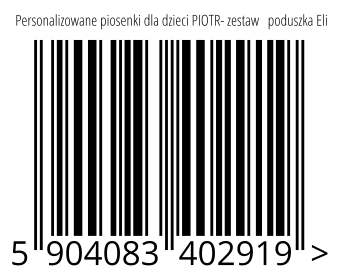 Personalizowane piosenki dla dzieci PIOTR- zestaw poduszka Eli
5 904083 402919 >